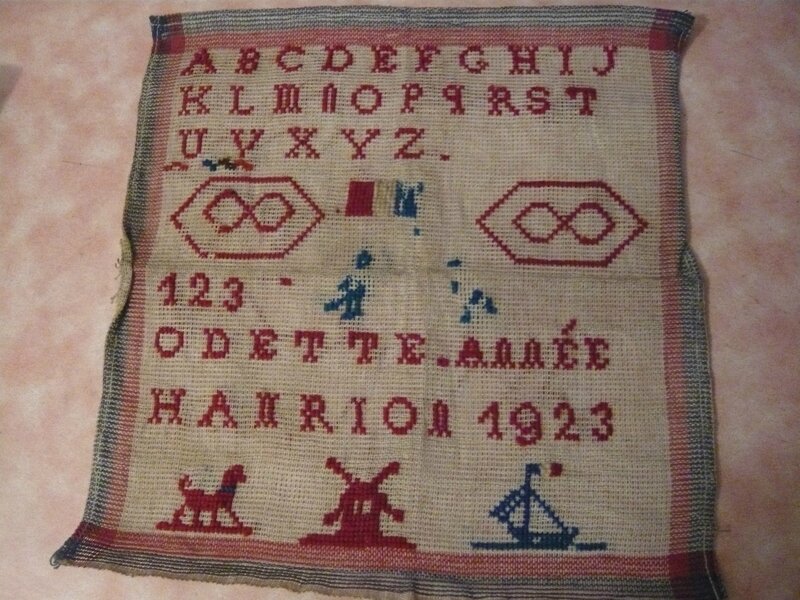 ABCDEFGHIJ
KLMNOPqRST
UVXYZ.
123
ODETTE.ANNÉE
HANRION 1923